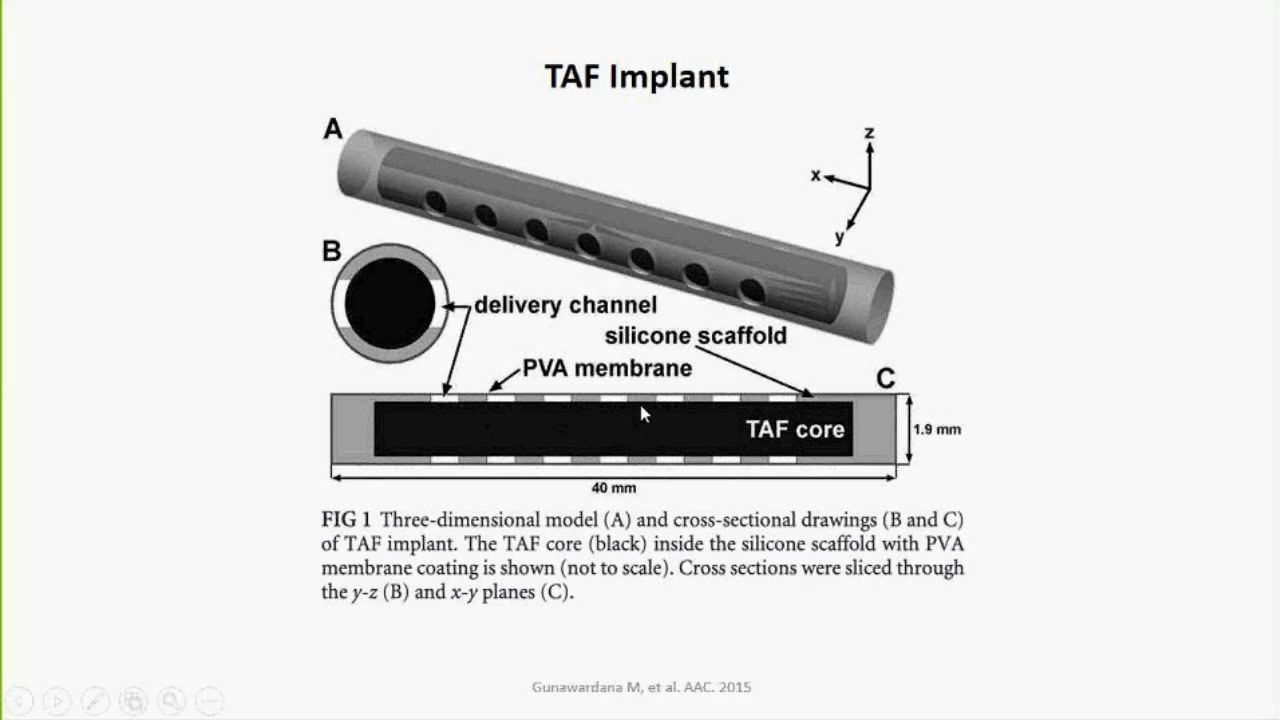 TAF Implant
A
z
x
y
B
delivery channel
silicone scaffold
PVA membrane
C
TAF core
1.9 mm
40 mm
FIG 1 Three-dimensional model (A) and cross-sectional drawings (B and C)
of TAF implant. The TAF core (black) inside the silicone scaffold with PVA
membrane coating is shown (not to scale). Cross sections were sliced through
the y-z (B) and x-y planes (C).
Gunawardana M, et al. AAC. 2015